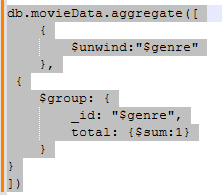 db.movieData.aggregate([
{
$unwind:"$genre"
},
{
$group: {
_id: "$genre",
total: {$sum:1}
}
}
])